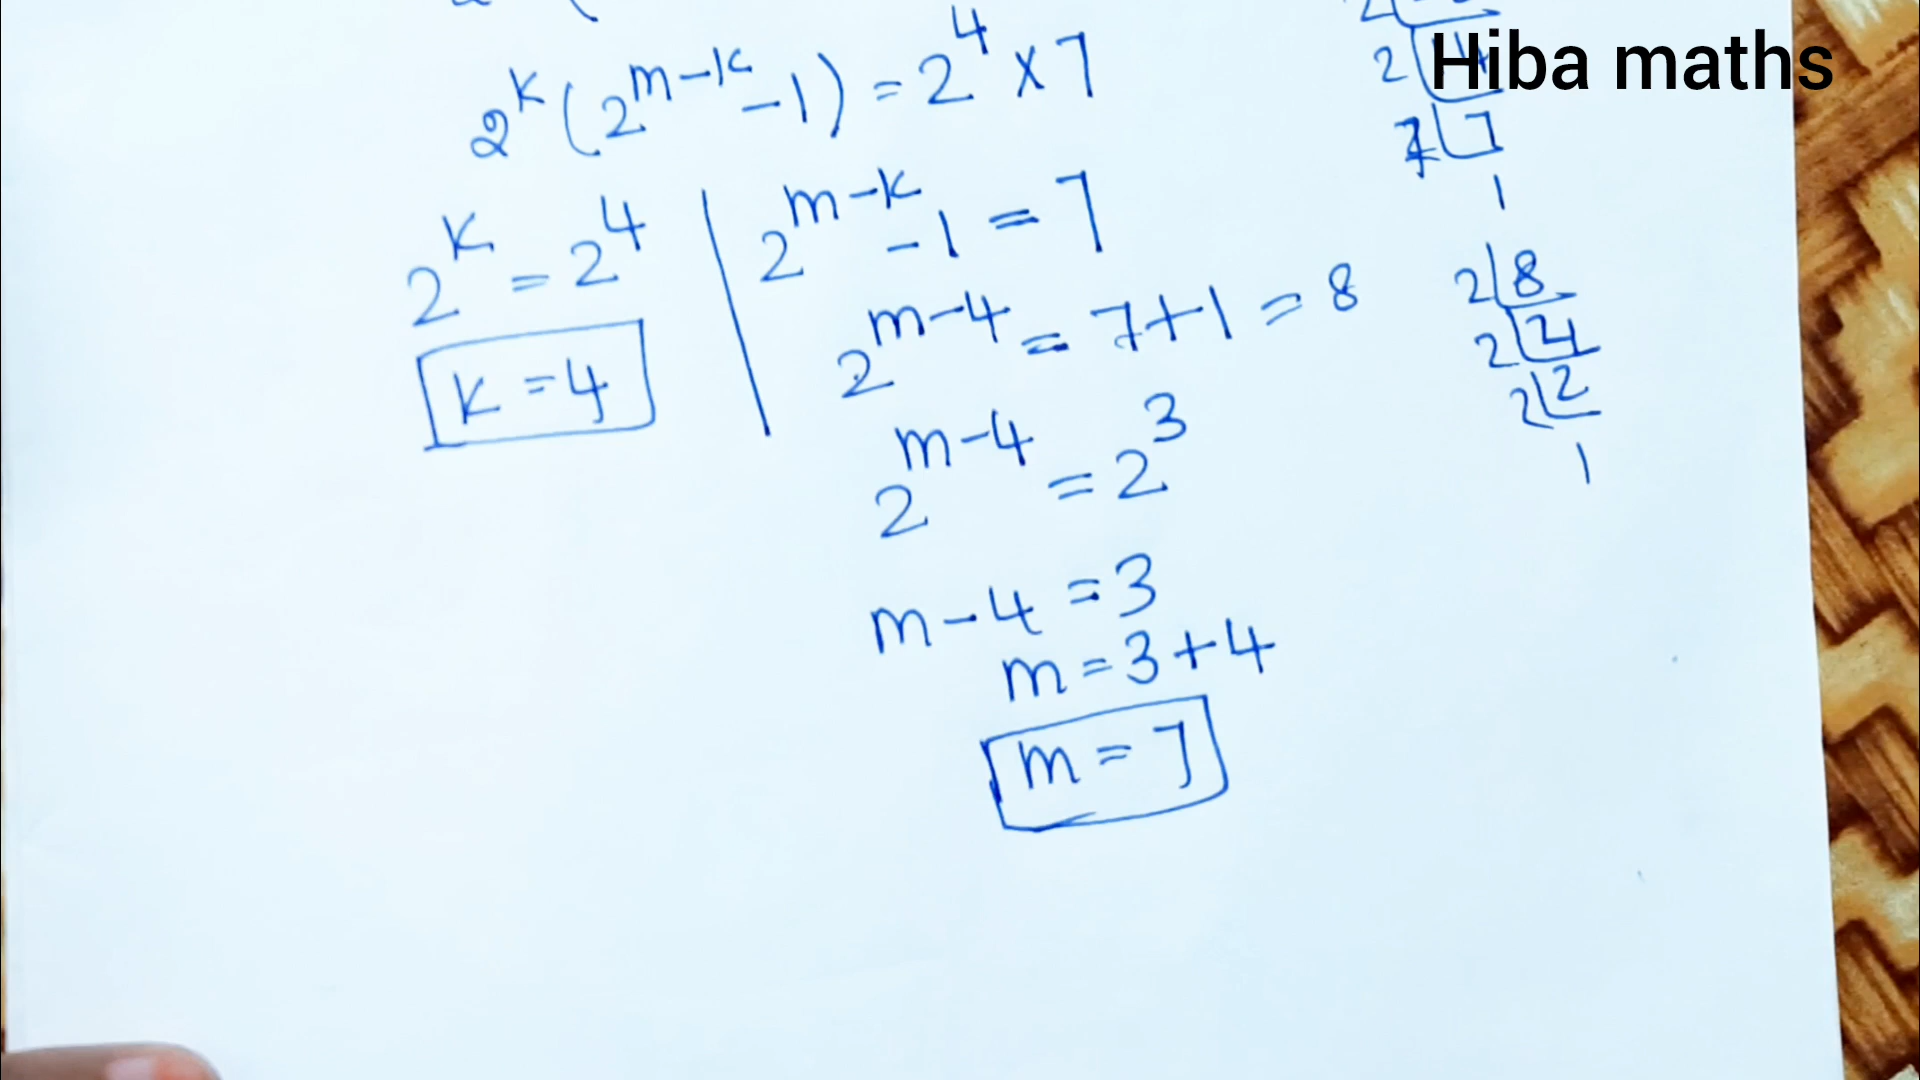 Hiba maths
2^k (2^{m-k} - 1) = 2^4 × 7
2^k = 2^4
k = 4
2^{m-k} - 1 = 7
2^{m-4} = 7+1 = 8
2^{m-4} = 2^3
m - 4 = 3
m = 3 + 4
m = 7
7 | 7
1
2 | 8
2 | 4
2 | 2
1